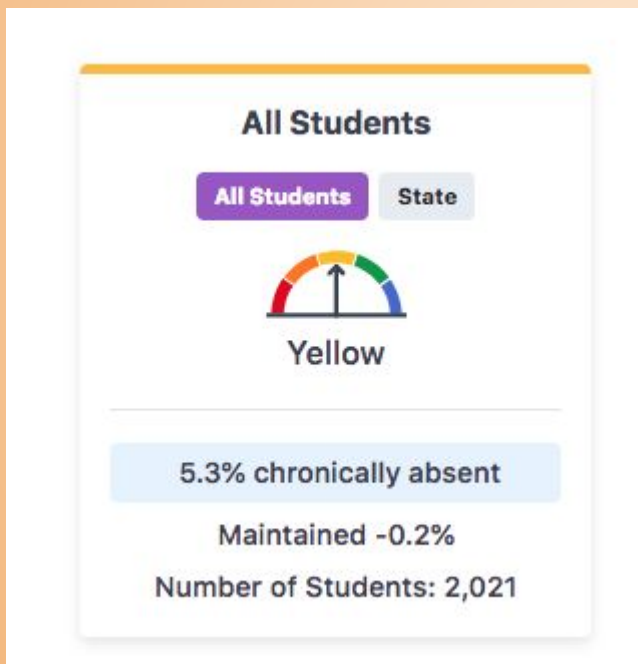 All Students
All Students State
Yellow
5.3% chronically absent
Maintained -0.2%
Number of Students: 2,021